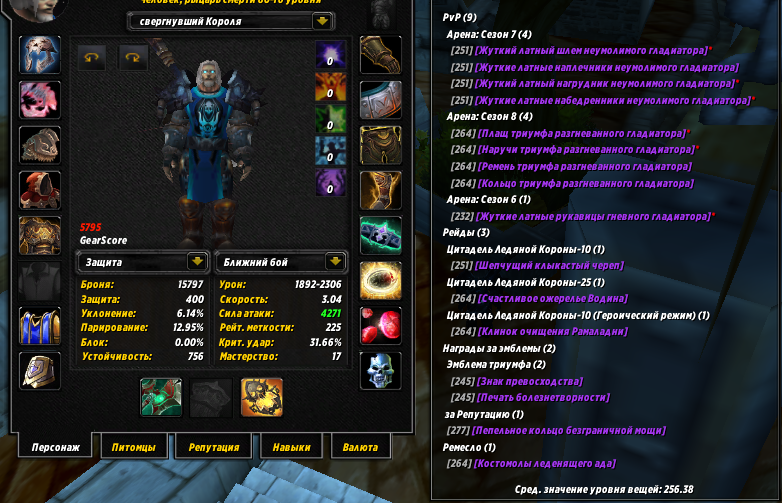 Человек, рыцарь смерти 80-го уровня
свергнувший Короля
0
0
0
0
0
5795
GearScore
Защита
Ближний бой
Броня: 15797
Защита: 400
Уклонение: 6.14%
Парирование: 12.95%
Блок: 0.00%
Устойчивость: 756
Урон: 1892-2306
Скорость: 3.04
Сила атаки: 4271
Рейт. меткости: 225
Крит. удар: 31.66%
Мастерство: 17
Персонаж
Питомцы
Репутация
Навыки
Валюта
PvP (9)
Арена: Сезон 7 (4)
[251] [Жуткий латный шлем неумолимого гладиатора]*
[251] [Жуткие латные наплечники неумолимого гладиатора]
[251] [Жуткий латный нагрудник неумолимого гладиатора]*
[251] [Жуткие латные набедренники неумолимого гладиатора]*
Арена: Сезон 8 (4)
[264] [Плащ триумфа разгневанного гладиатора]*
[264] [Наручи триумфа разгневанного гладиатора]*
[264] [Ремень триумфа разгневанного гладиатора]
[264] [Кольцо триумфа разгневанного гладиатора]
Арена: Сезон 6 (1)
[232] [Жуткие латные рукавицы гневного гладиатора]*
Рейды (3)
Цитадель Ледяной Короны-10 (1)
[251] [Шепчущий клыкастый череп]
Цитадель Ледяной Короны-25 (1)
[264] [Счастливое ожерелье Водина]
Цитадель Ледяной Короны-10 (Героический режим) (1)
[264] [Клинок очищения Рамаладни]
Награды за эмблемы (2)
Эмблема триумфа (2)
[245] [Знак превосходства]
[245] [Печать болезнетворности]
за Репутацию (1)
[277] [Пепельное кольцо безграничной мощи]
Ремесло (1)
[264] [Костомолы леденящего ада]
Сред. значение уровня вещей: 256.38